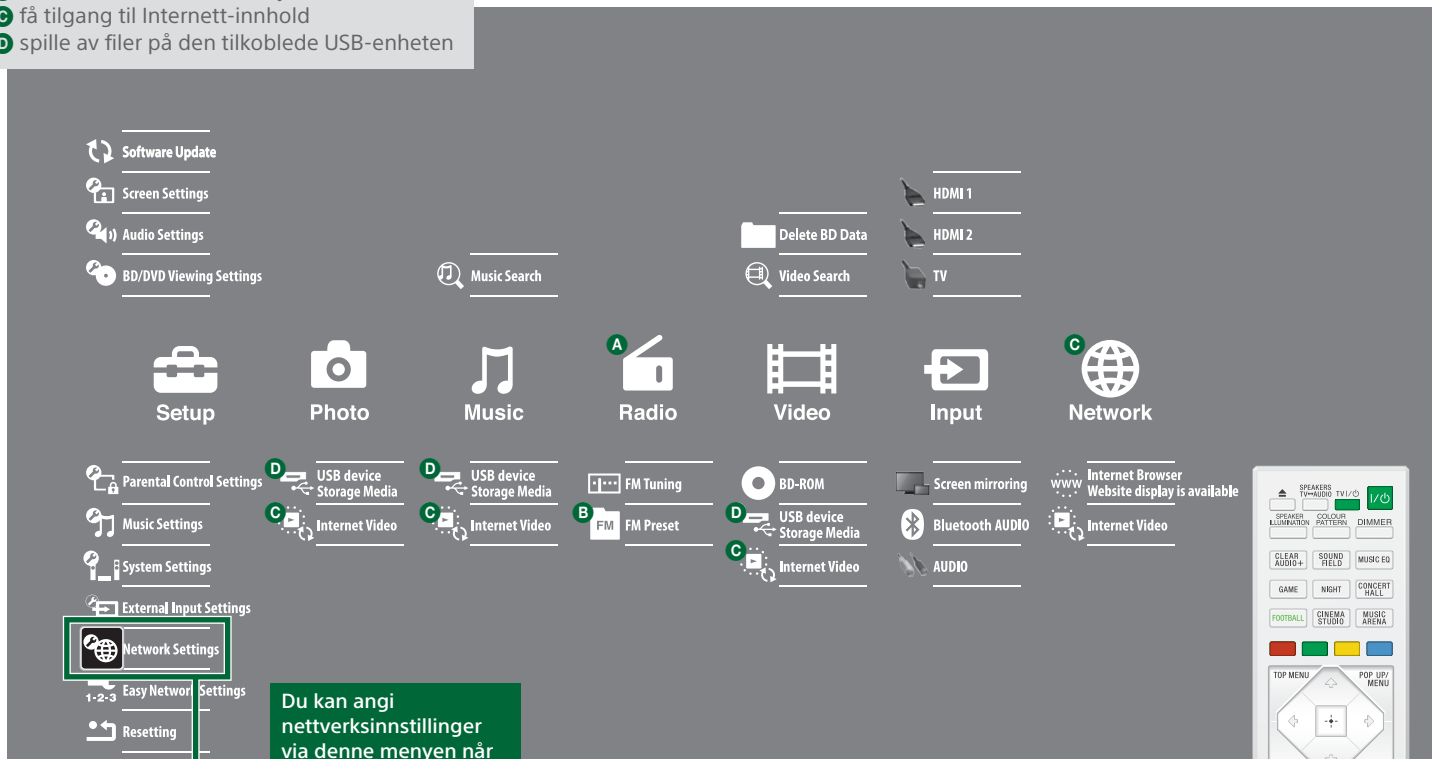 C få tilgang til Internett-innhold
D spille av filer på den tilkoblede USB-enheten
Software Update
Screen Settings
Audio Settings
BD/DVD Viewing Settings
Music Search
Delete BD Data
Video Search
HDMI 1
HDMI 2
TV
Setup
Photo
Music
A
Radio
Video
Input
C
Network
Parental Control Settings
Music Settings
System Settings
External Input Settings
Network Settings
1-2-3 Easy Network Settings
Resetting
D USB device
Storage Media
C Internet Video
D USB device
Storage Media
C Internet Video
FM Tuning
B FM FM Preset
BD-ROM
D USB device
Storage Media
C Internet Video
Screen mirroring
Bluetooth AUDIO
AUDIO
www Internet Browser
Website display is available
Internet Video
Du kan angi
nettverksinnstillinger
via denne menyen når
SPEAKERS
TV↔AUDIO TV I/⏻ I/⏻
SPEAKER
ILLUMINATION
COLOUR
PATTERN
DIMMER
CLEAR
AUDIO+
SOUND
FIELD
MUSIC EQ
GAME
NIGHT
CONCERT
HALL
FOOTBALL
CINEMA
STUDIO
MUSIC
ARENA
TOP MENU
POP UP/
MENU